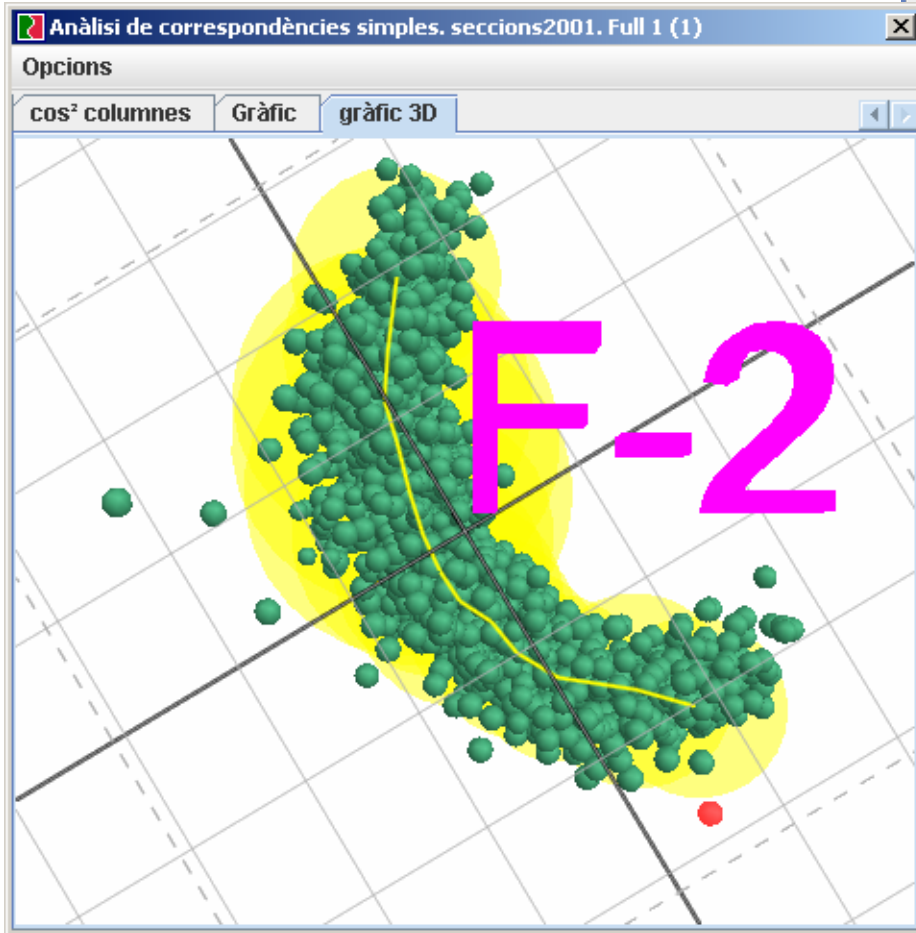 Anàlisi de correspondències simples. seccions2001. Full 1 (1)
Opcions
cos² columnes Gràfic gràfic 3D
F-2